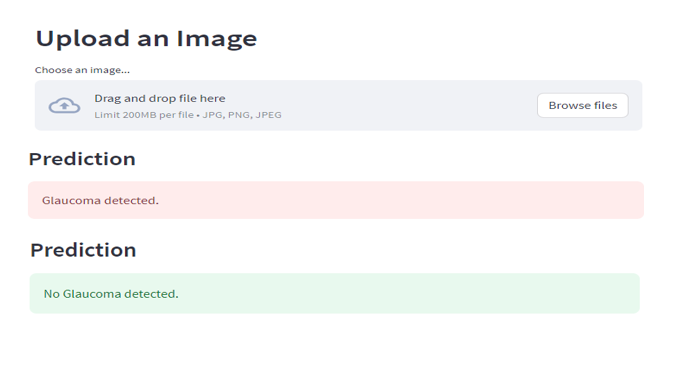 Upload an Image
Choose an image...
Drag and drop file here
Limit 200MB per file • JPG, PNG, JPEG
Browse files
Prediction
Glaucoma detected.
Prediction
No Glaucoma detected.